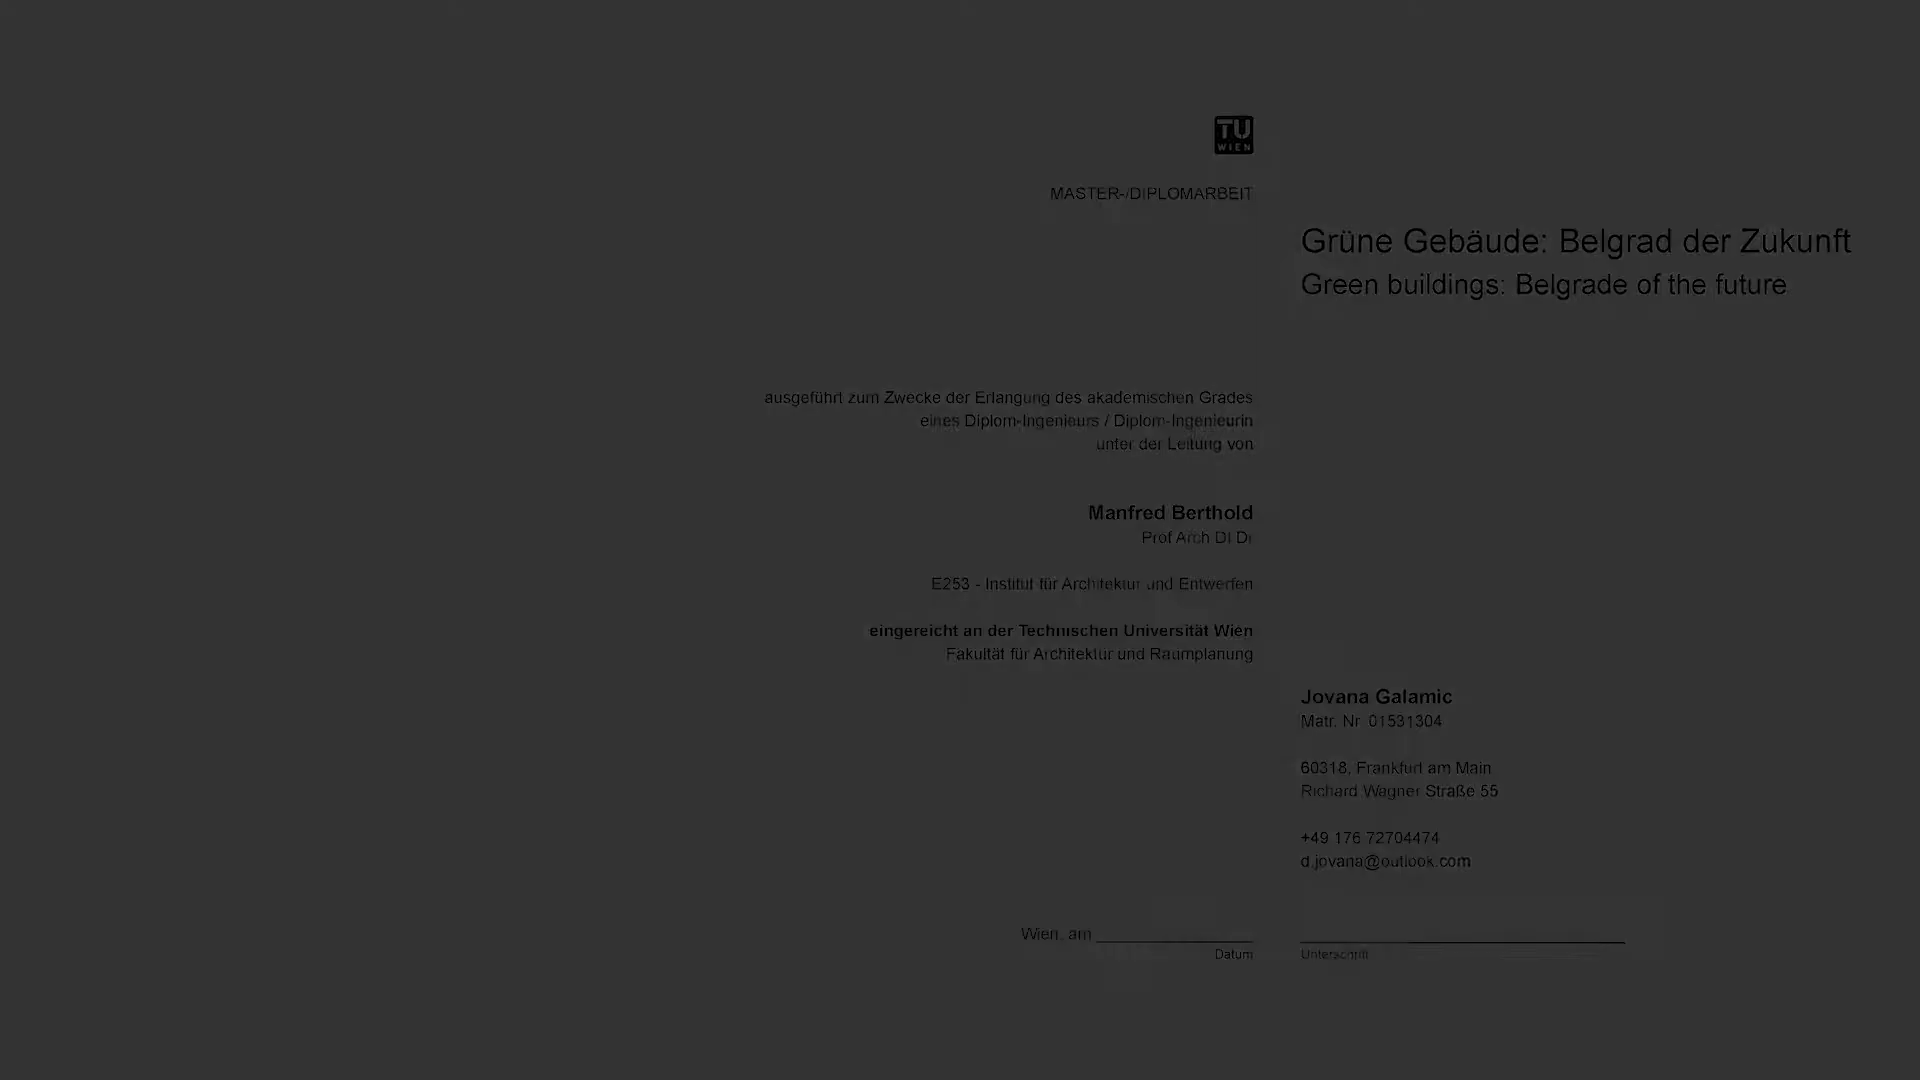 TU
WIEN
MASTER-/DIPLOMARBEIT
Grüne Gebäude: Belgrad der Zukunft
Green buildings: Belgrade of the future
ausgeführt zum Zwecke der Erlangung des akademischen Grades
eines Diplom-Ingenieurs / Diplom-Ingenieurin
unter der Leitung von
Manfred Berthold
Prof Arch DI Dr
E253 - Institut für Architektur und Entwerfen
eingereicht an der Technischen Universität Wien
Fakultät für Architektur und Raumplanung
Jovana Galamic
Matr. Nr. 01531304
60318, Frankfurt am Main
Richard Wagner Straße 55
+49 176 72704474
d.jovana@outlook.com
Wien, am
Datum
Unterschrift